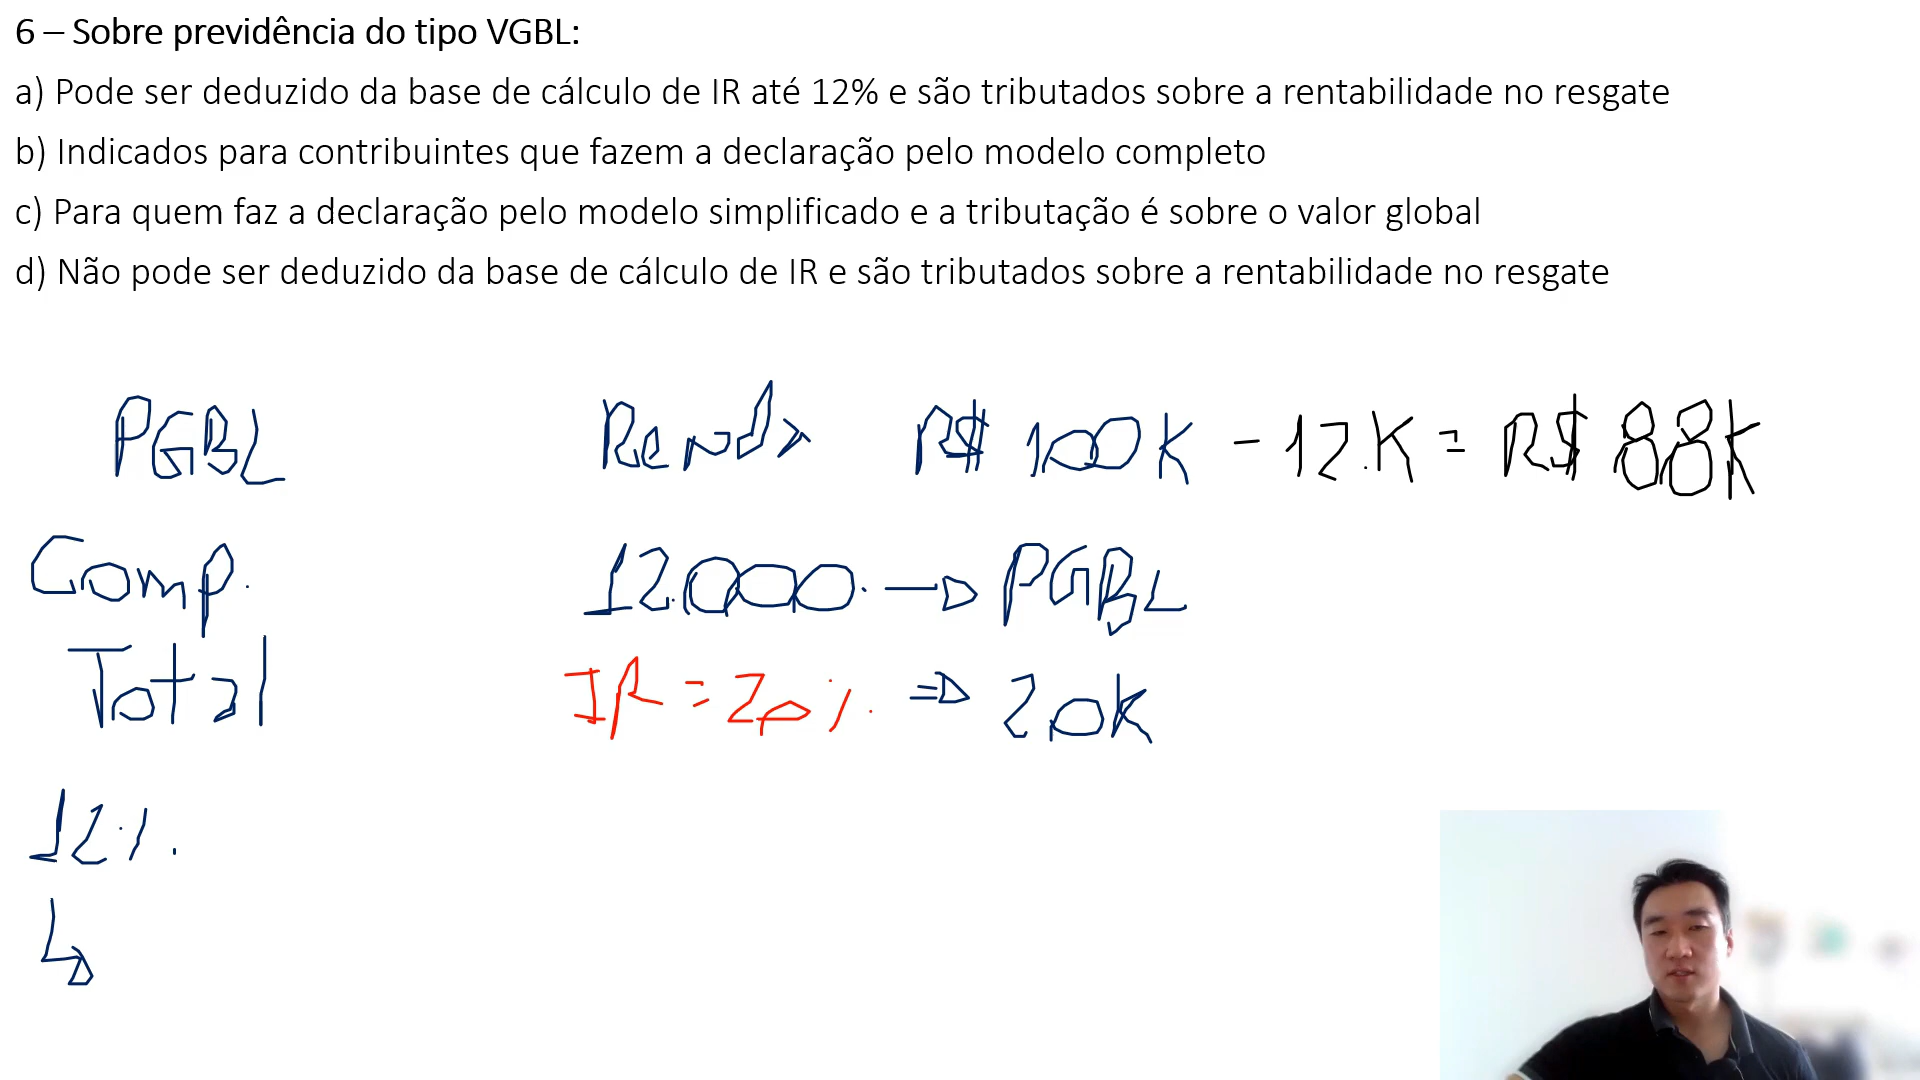 6 – Sobre previdência do tipo VGBL:
a) Pode ser deduzido da base de cálculo de IR até 12% e são tributados sobre a rentabilidade no resgate
b) Indicados para contribuintes que fazem a declaração pelo modelo completo
c) Para quem faz a declaração pelo modelo simplificado e a tributação é sobre o valor global
d) Não pode ser deduzido da base de cálculo de IR e são tributados sobre a rentabilidade no resgate
PGBL
Renda R$ 100K - 12.K = R$ 88K
Comp.
12.000. → PGBL
Total
IR = 20%. ⇒ 20K
12%.